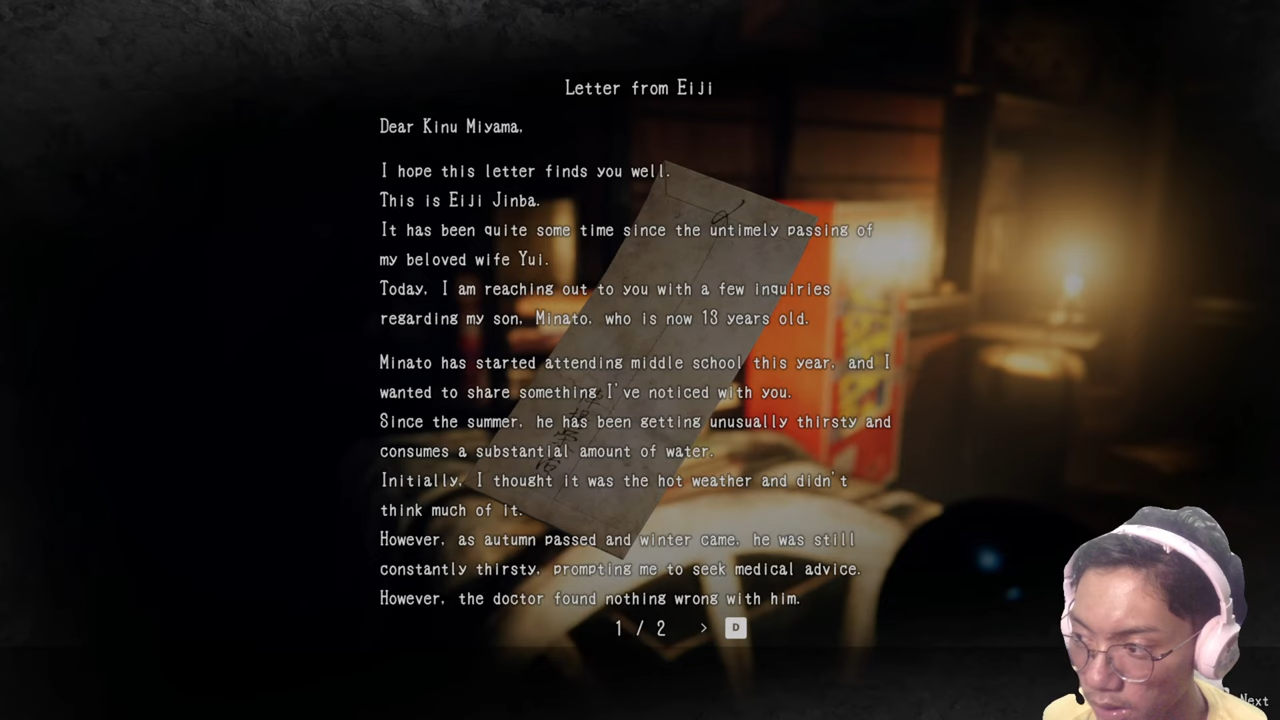 Letter from Eiji
Dear Kinu Miyama,
I hope this letter finds you well.
This is Eiji Jinba.
It has been quite some time since the untimely passing of
my beloved wife Yui.
Today, I am reaching out to you with a few inquiries
regarding my son, Minato, who is now 13 years old.
Minato has started attending middle school this year, and I
wanted to share something I've noticed with you.
Since the summer, he has been getting unusually thirsty and
consumes a substantial amount of water.
Initially, I thought it was the hot weather and didn't
think much of it.
However, as autumn passed and winter came, he was still
constantly thirsty, prompting me to seek medical advice.
However, the doctor found nothing wrong with him.
1 / 2 > D
Next